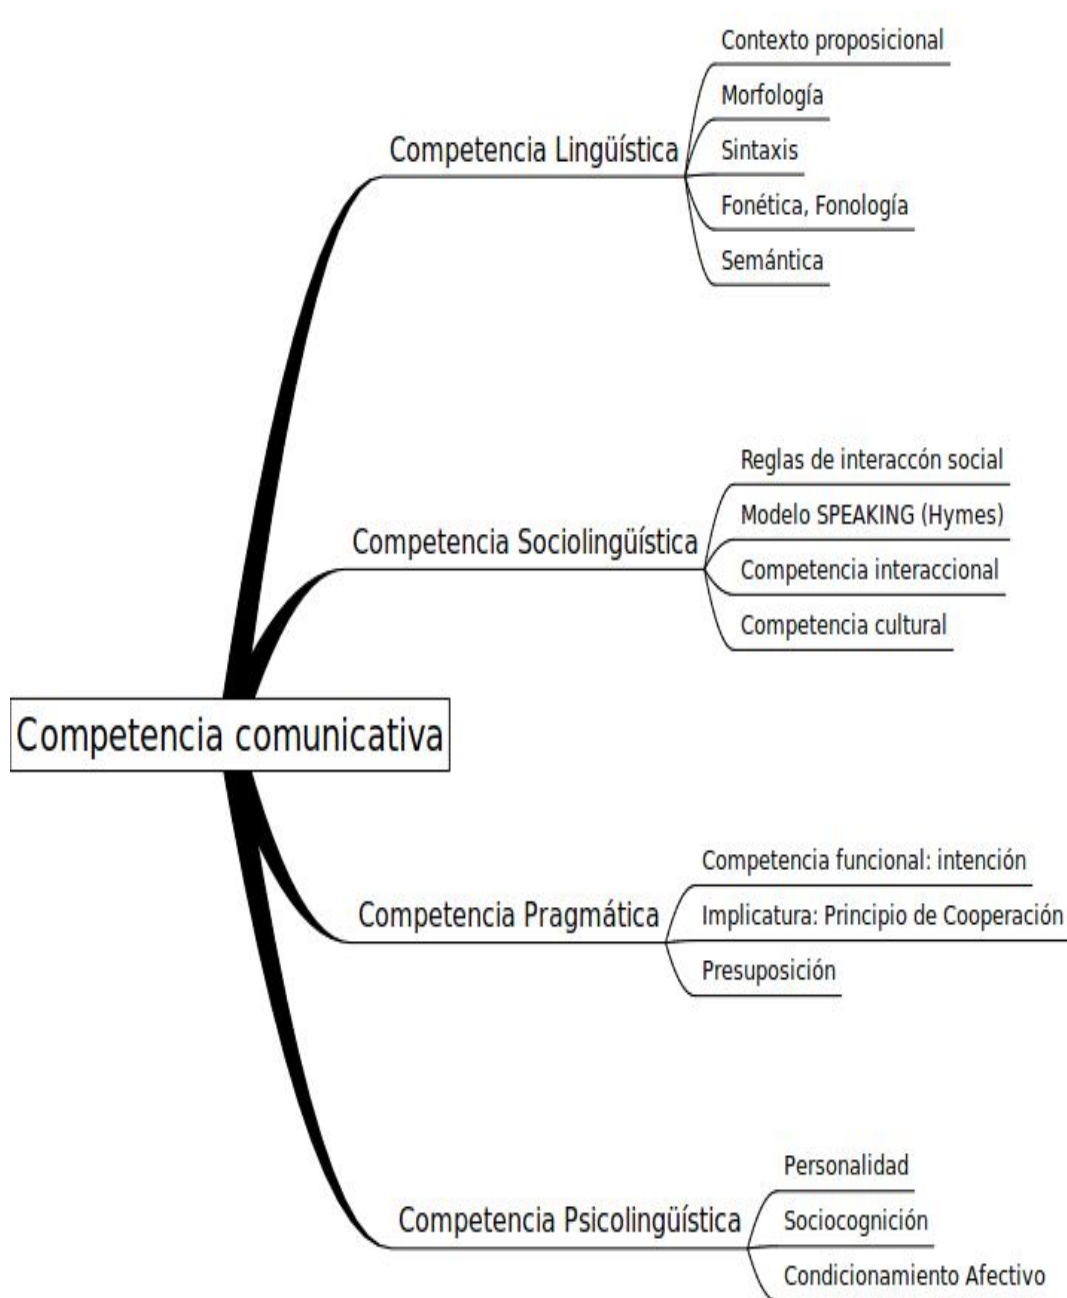 Competencia comunicativa
Competencia Lingüística
Contexto proposicional
Morfología
Sintaxis
Fonética, Fonología
Semántica
Competencia Sociolingüística
Reglas de interaccón social
Modelo SPEAKING (Hymes)
Competencia interaccional
Competencia cultural
Competencia Pragmática
Competencia funcional: intención
Implicatura: Principio de Cooperación
Presuposición
Competencia Psicolingüística
Personalidad
Sociocognición
Condicionamiento Afectivo